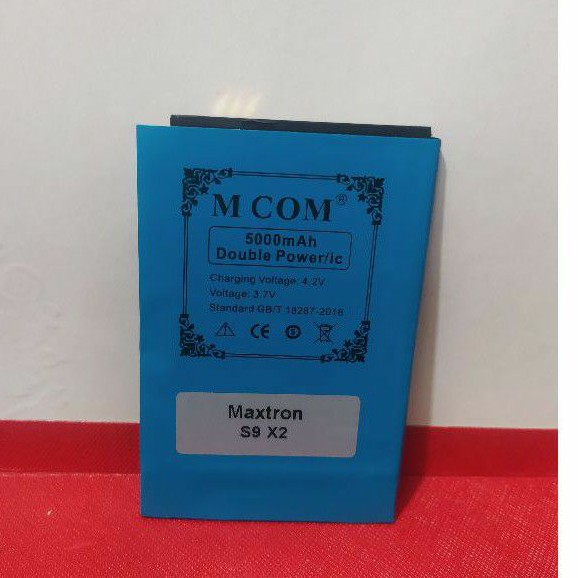 M COM®
5000mAh
Double Power/ic
Charging Voltage: 4.2V
Voltage: 3.7V
Standard GB/T 18287-2018
CE
Maxtron
S9 X2